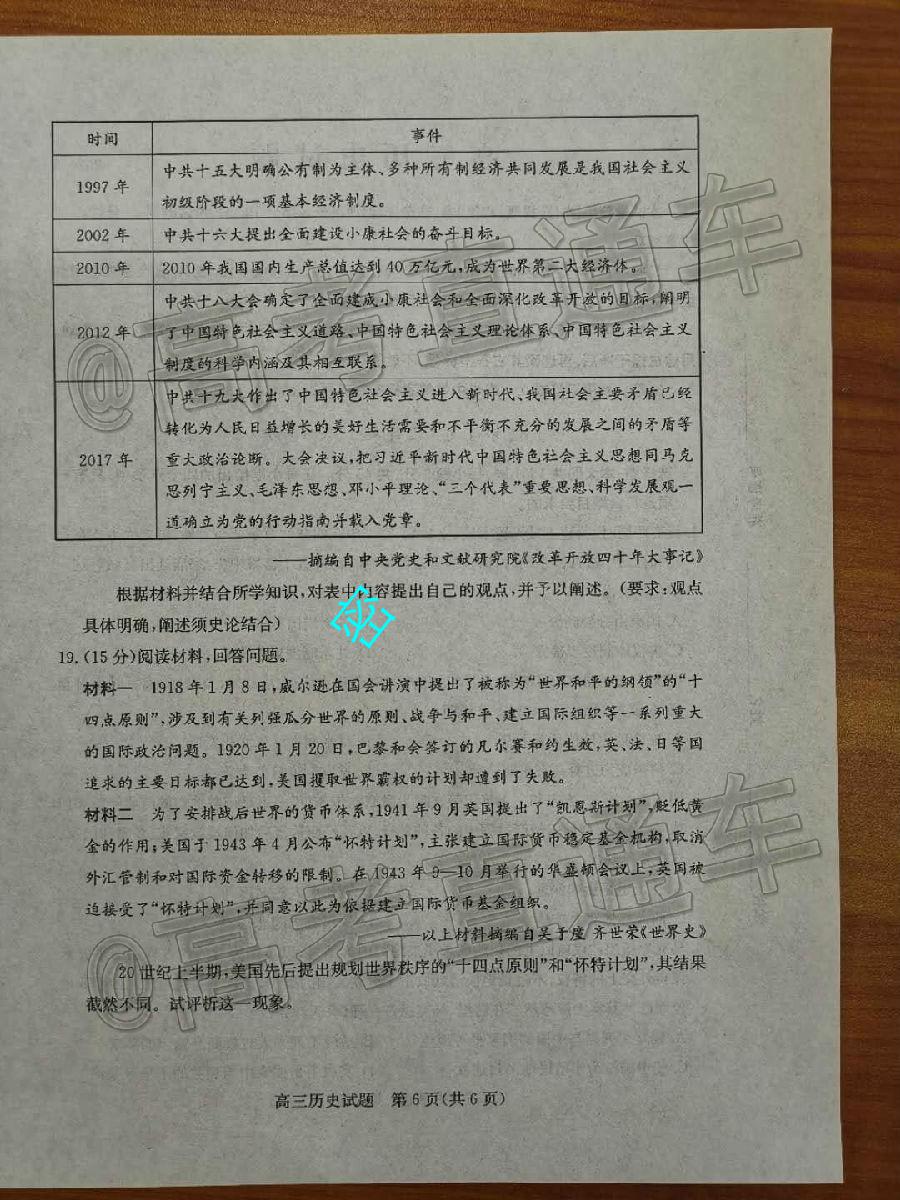 时间 事件
1997 年 中共十五大明确公有制为主体、多种所有制经济共同发展是我国社会主义
初级阶段的一项基本经济制度。
2002 年 中共十六大提出全面建设小康社会的奋斗目标。
2010 年 2010 年我国国内生产总值达到 40 万亿元,成为世界第二大经济体。
2012 年 中共十八大会确定了全面建成小康社会和全面深化改革开放的目标,阐明
了中国特色社会主义道路、中国特色社会主义理论体系、中国特色社会主义
制度的科学内涵及其相互联系。
2017 年 中共十九大作出了中国特色社会主义进入新时代、我国社会主要矛盾已经
转化为人民日益增长的美好生活需要和不平衡不充分的发展之间的矛盾等
重大政治论断。大会决议,把习近平新时代中国特色社会主义思想同马克
思列宁主义、毛泽东思想、邓小平理论、“三个代表”重要思想、科学发展观一
道确立为党的行动指南并载入党章。
——摘编自中央党史和文献研究院《改革开放四十年大事记》
根据材料并结合所学知识,对表中内容提出自己的观点,并予以阐述。(要求:观点
具体明确,阐述须史论结合)
密
19.(15 分)阅读材料,回答问题。
材料一 1918 年 1 月 8 日,威尔逊在国会讲演中提出了被称为“世界和平的纲领”的“十
四点原则”,涉及到有关列强瓜分世界的原则、战争与和平、建立国际组织等一系列重大
的国际政治问题。1920 年 1 月 20 日,巴黎和会签订的凡尔赛和约生效,英、法、日等国
追求的主要目标都已达到,美国攫取世界霸权的计划却遭到了失败。
材料二 为了安排战后世界的货币体系,1941 年 9 月英国提出了“凯恩斯计划”,贬低黄
金的作用;美国于 1943 年 4 月公布“怀特计划”,主张建立国际货币稳定基金机构,取消
外汇管制和对国际资金转移的限制。在 1943 年 9—10 月举行的华盛顿会议上,英国被
迫接受了“怀特计划”,并同意以此为依据建立国际货币基金组织。
——以上材料摘编自吴于廑 齐世荣《世界史》
20 世纪上半期,美国先后提出规划世界秩序的“十四点原则”和“怀特计划”,其结果
截然不同。试评析这一现象。
高三历史试题 第 6 页(共 6 页)
@高考直通车
@高考直通车